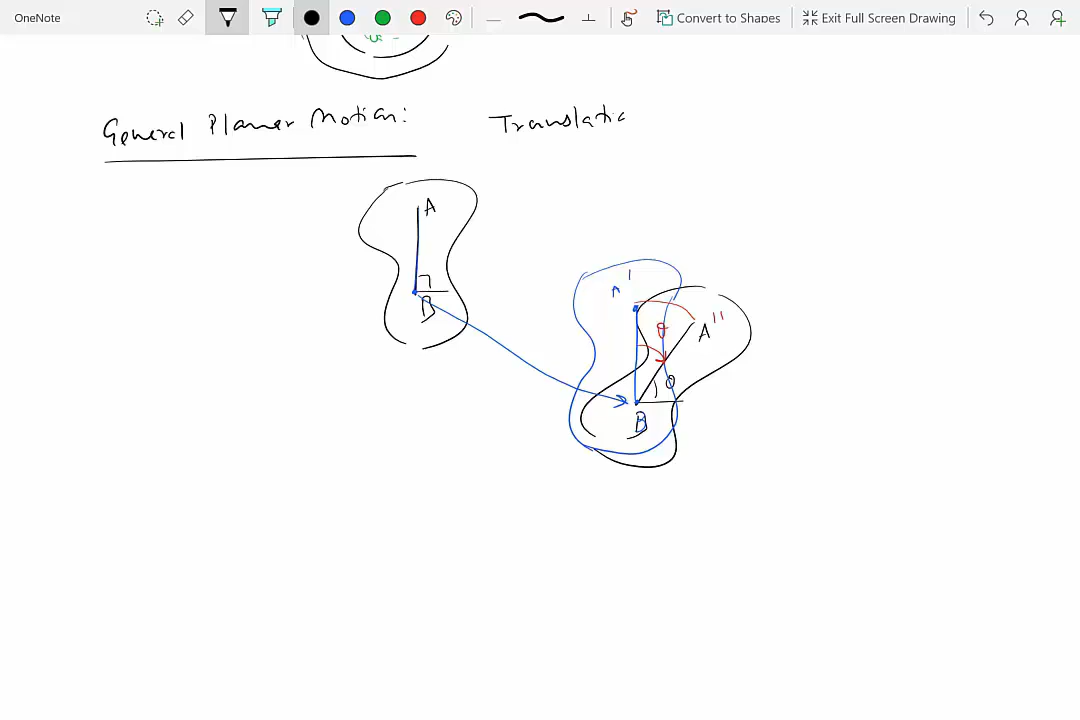 OneNote
Convert to Shapes
Exit Full Screen Drawing
General Planar Motion: Translatio
A
B
A'
A''
θ
θ
B